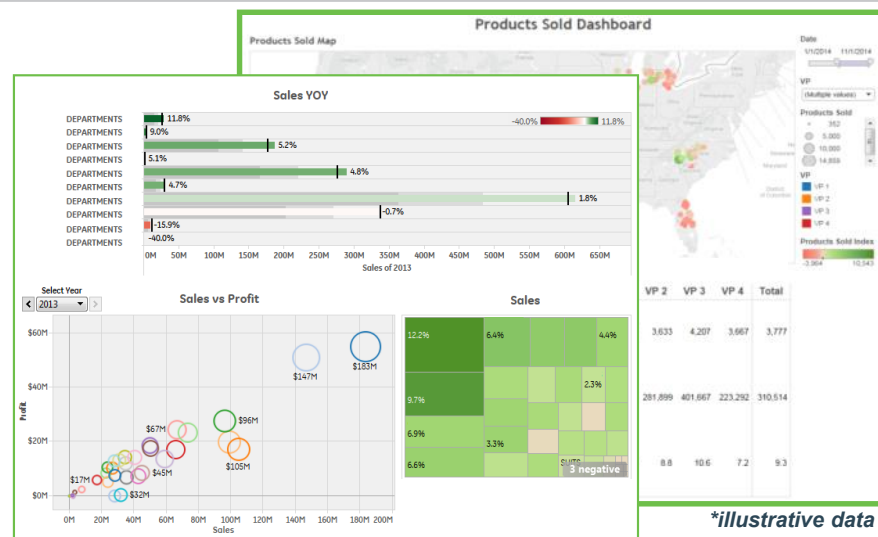 Products Sold Dashboard
Products Sold Map
Date
1/1/2014 11/1/2014
VP
(Multiple values)
Products Sold
362
5,000
10,000
14,889
VP
VP 1
VP 2
VP 3
VP 4
Products Sold Index
-3,964 10,543
VP 2 VP 3 VP 4 Total
3,633 4,207 3,667 3,777
281,899 401,667 223,292 310,514
8.8 10.6 7.2 9.3
Sales YOY
-40.0% 11.8%
DEPARTMENTS 11.8%
DEPARTMENTS 9.0%
DEPARTMENTS 5.2%
DEPARTMENTS 5.1%
DEPARTMENTS 4.8%
DEPARTMENTS 4.7%
DEPARTMENTS 1.8%
DEPARTMENTS -0.7%
DEPARTMENTS -15.9%
DEPARTMENTS -40.0%
0M 50M 100M 150M 200M 250M 300M 350M 400M 450M 500M 550M 600M 650M
Sales of 2013
Select Year
< 2013 >
Sales vs Profit
$60M
$40M
$20M
$0M
Profit
$183M
$147M
$96M
$67M
$105M
$45M
$17M
$32M
0M 20M 40M 60M 80M 100M 120M 140M 160M 180M 200M
Sales
Sales
12.2% 6.4% 4.4%
9.7% 2.3%
6.9% 3.3%
6.6% SUITS
3 negative
*illustrative data